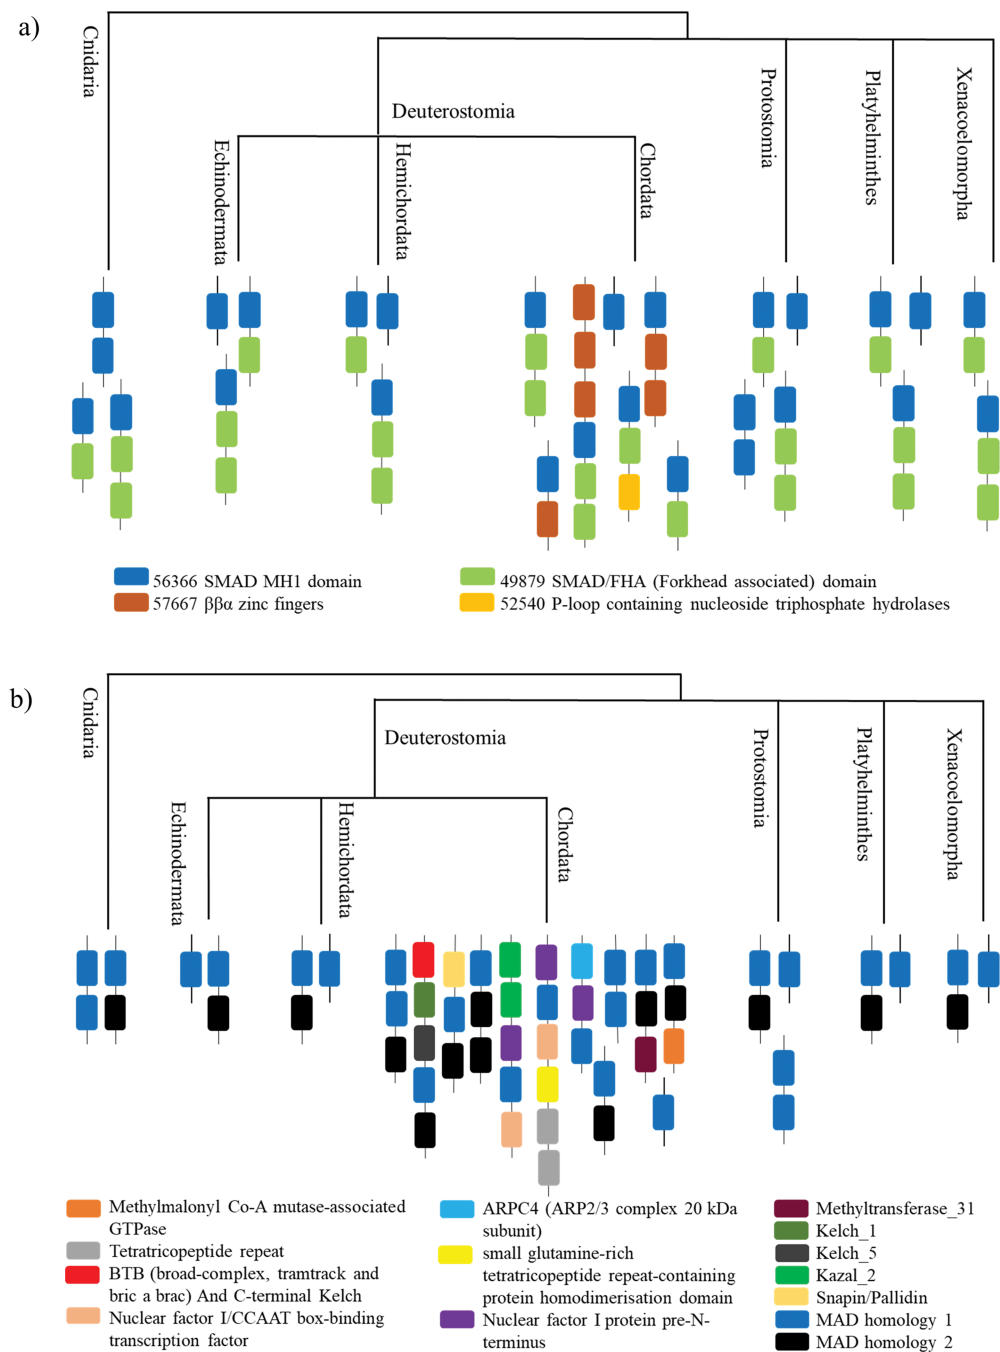 a)
Cnidaria
Deuterostomia
Echinodermata
Hemichordata
Chordata
Protostomia
Platyhelminthes
Xenacoelomorpha
56366 SMAD MH1 domain
57667 ββα zinc fingers
49879 SMAD/FHA (Forkhead associated) domain
52540 P-loop containing nucleoside triphosphate hydrolases
b)
Cnidaria
Deuterostomia
Echinodermata
Hemichordata
Chordata
Protostomia
Platyhelminthes
Xenacoelomorpha
Methylmalonyl Co-A mutase-associated
GTPase
Tetratricopeptide repeat
BTB (broad-complex, tramtrack and
bric a brac) And C-terminal Kelch
Nuclear factor I/CCAAT box-binding
transcription factor
ARPC4 (ARP2/3 complex 20 kDa
subunit)
small glutamine-rich
tetratricopeptide repeat-containing
protein homodimerisation domain
Nuclear factor I protein pre-N-
terminus
Methyltransferase_31
Kelch_1
Kelch_5
Kazal_2
Snapin/Pallidin
MAD homology 1
MAD homology 2